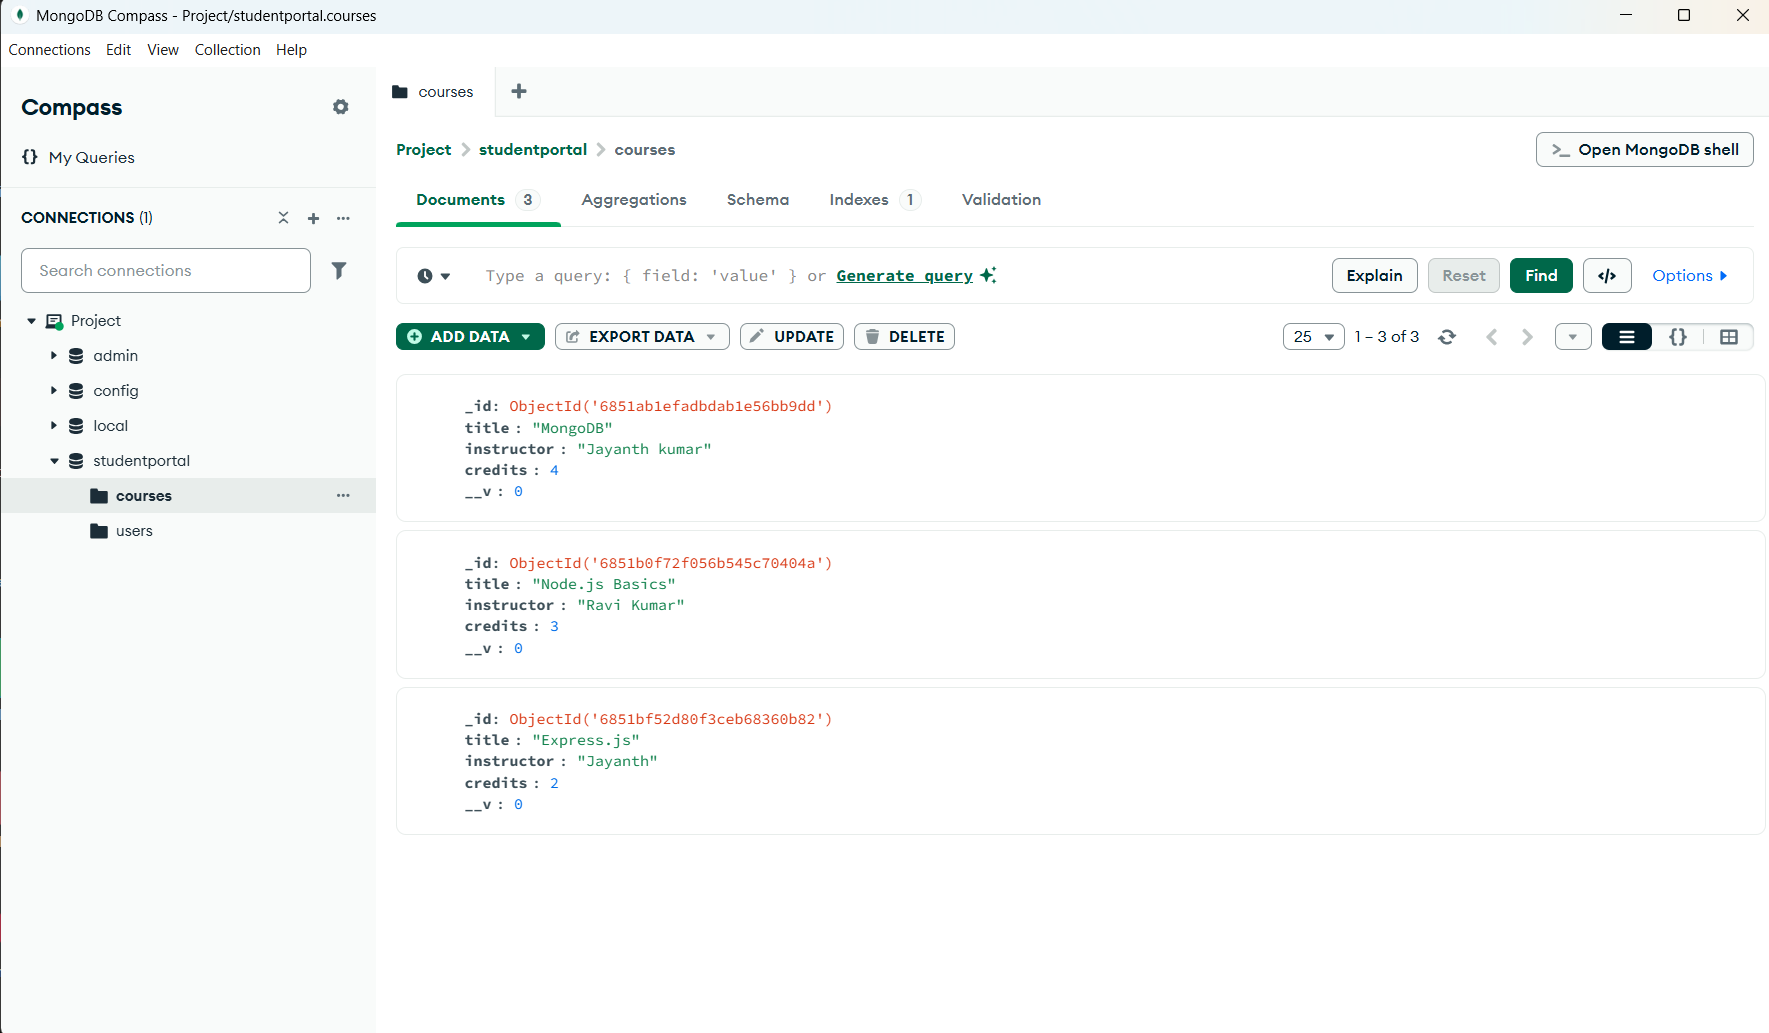 MongoDB Compass - Project/studentportal.courses
Connections Edit View Collection Help
Compass
{} My Queries
CONNECTIONS (1)
Search connections
Project
admin
config
local
studentportal
courses
users
courses
Project > studentportal > courses
>_ Open MongoDB shell
Documents 3 Aggregations Schema Indexes 1 Validation
Type a query: { field: 'value' } or Generate query
Explain Reset Find </> Options
ADD DATA EXPORT DATA UPDATE DELETE
25 1 – 3 of 3 {}
_id: ObjectId('6851ab1efadbdab1e56bb9dd')
title : "MongoDB"
instructor : "Jayanth kumar"
credits : 4
__v : 0
_id: ObjectId('6851b0f72f056b545c70404a')
title : "Node.js Basics"
instructor : "Ravi Kumar"
credits : 3
__v : 0
_id: ObjectId('6851bf52d80f3ceb68360b82')
title : "Express.js"
instructor : "Jayanth"
credits : 2
__v : 0